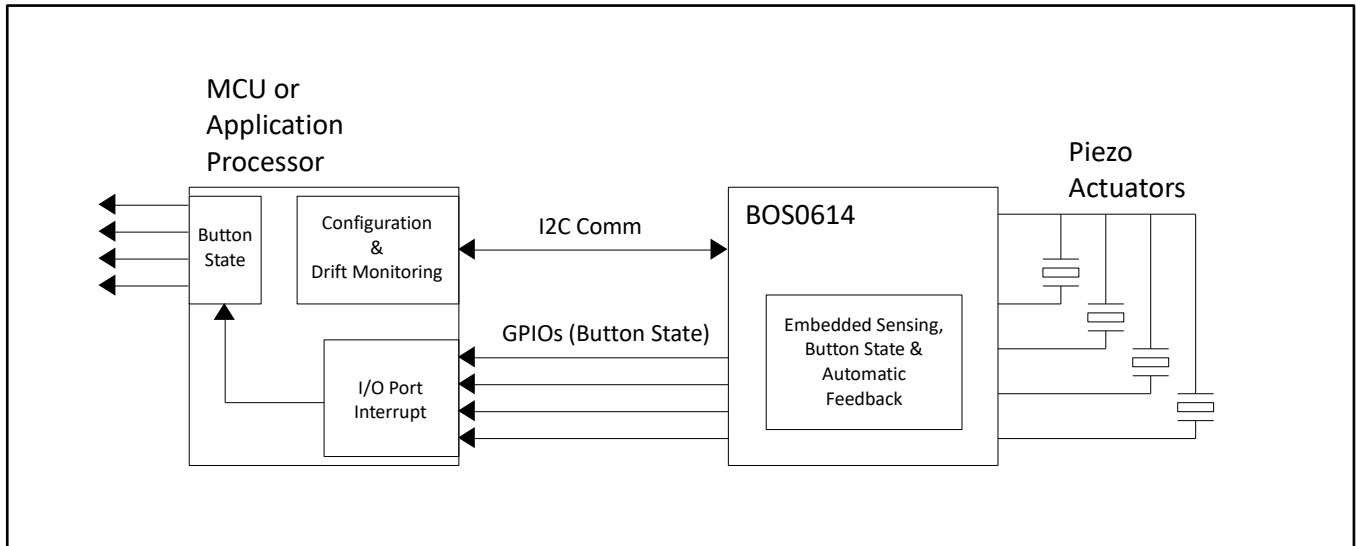 MCU or
Application
Processor
Button
State
Configuration
&
Drift Monitoring
I/O Port
Interrupt
I2C Comm
GPIOs (Button State)
BOS0614
Embedded Sensing,
Button State &
Automatic
Feedback
Piezo
Actuators